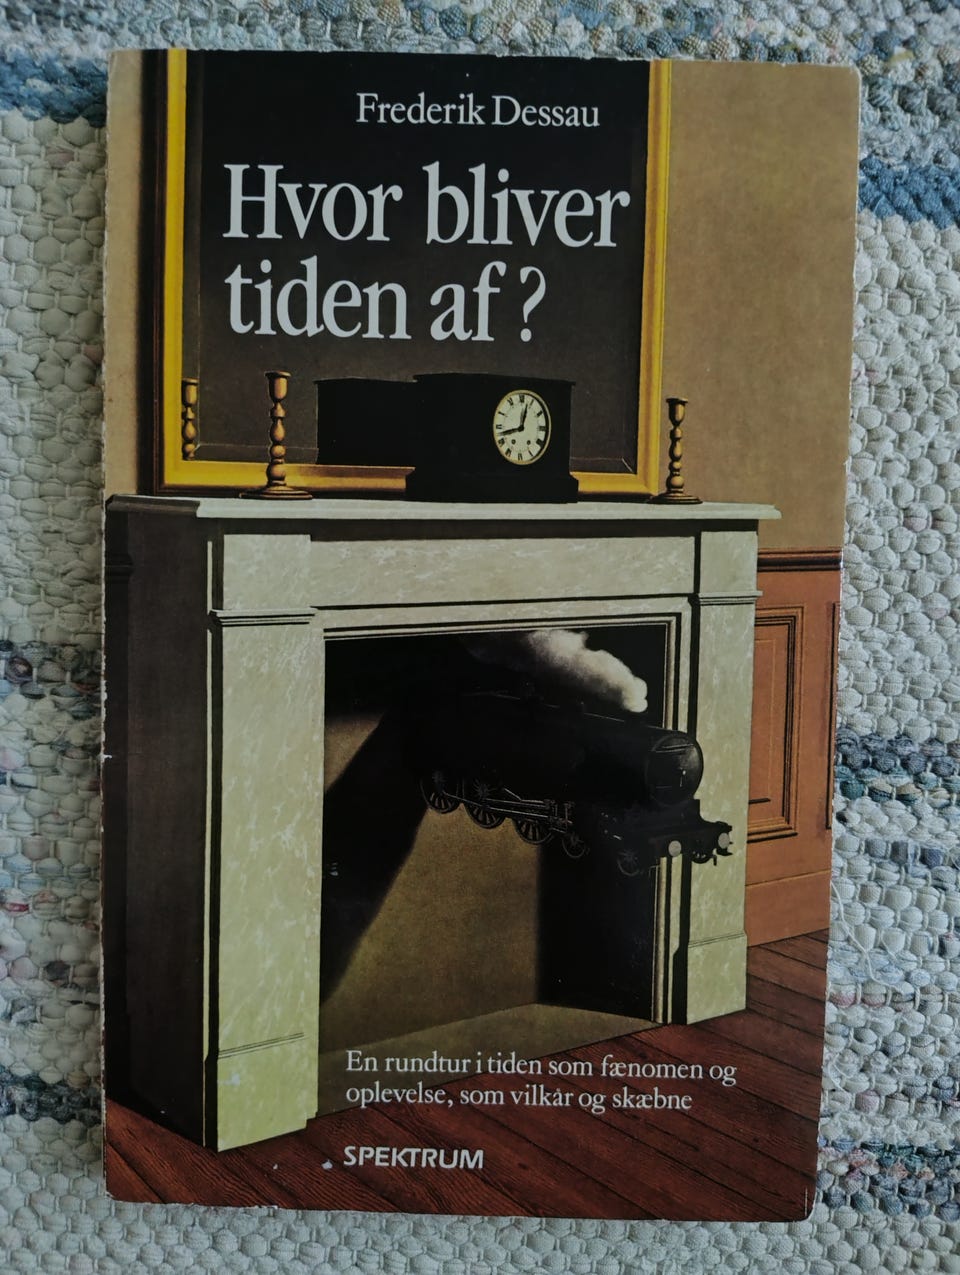 Frederik Dessau
Hvor bliver
tiden af?
En rundtur i tiden som fænomen og
oplevelse, som vilkår og skæbne
SPEKTRUM